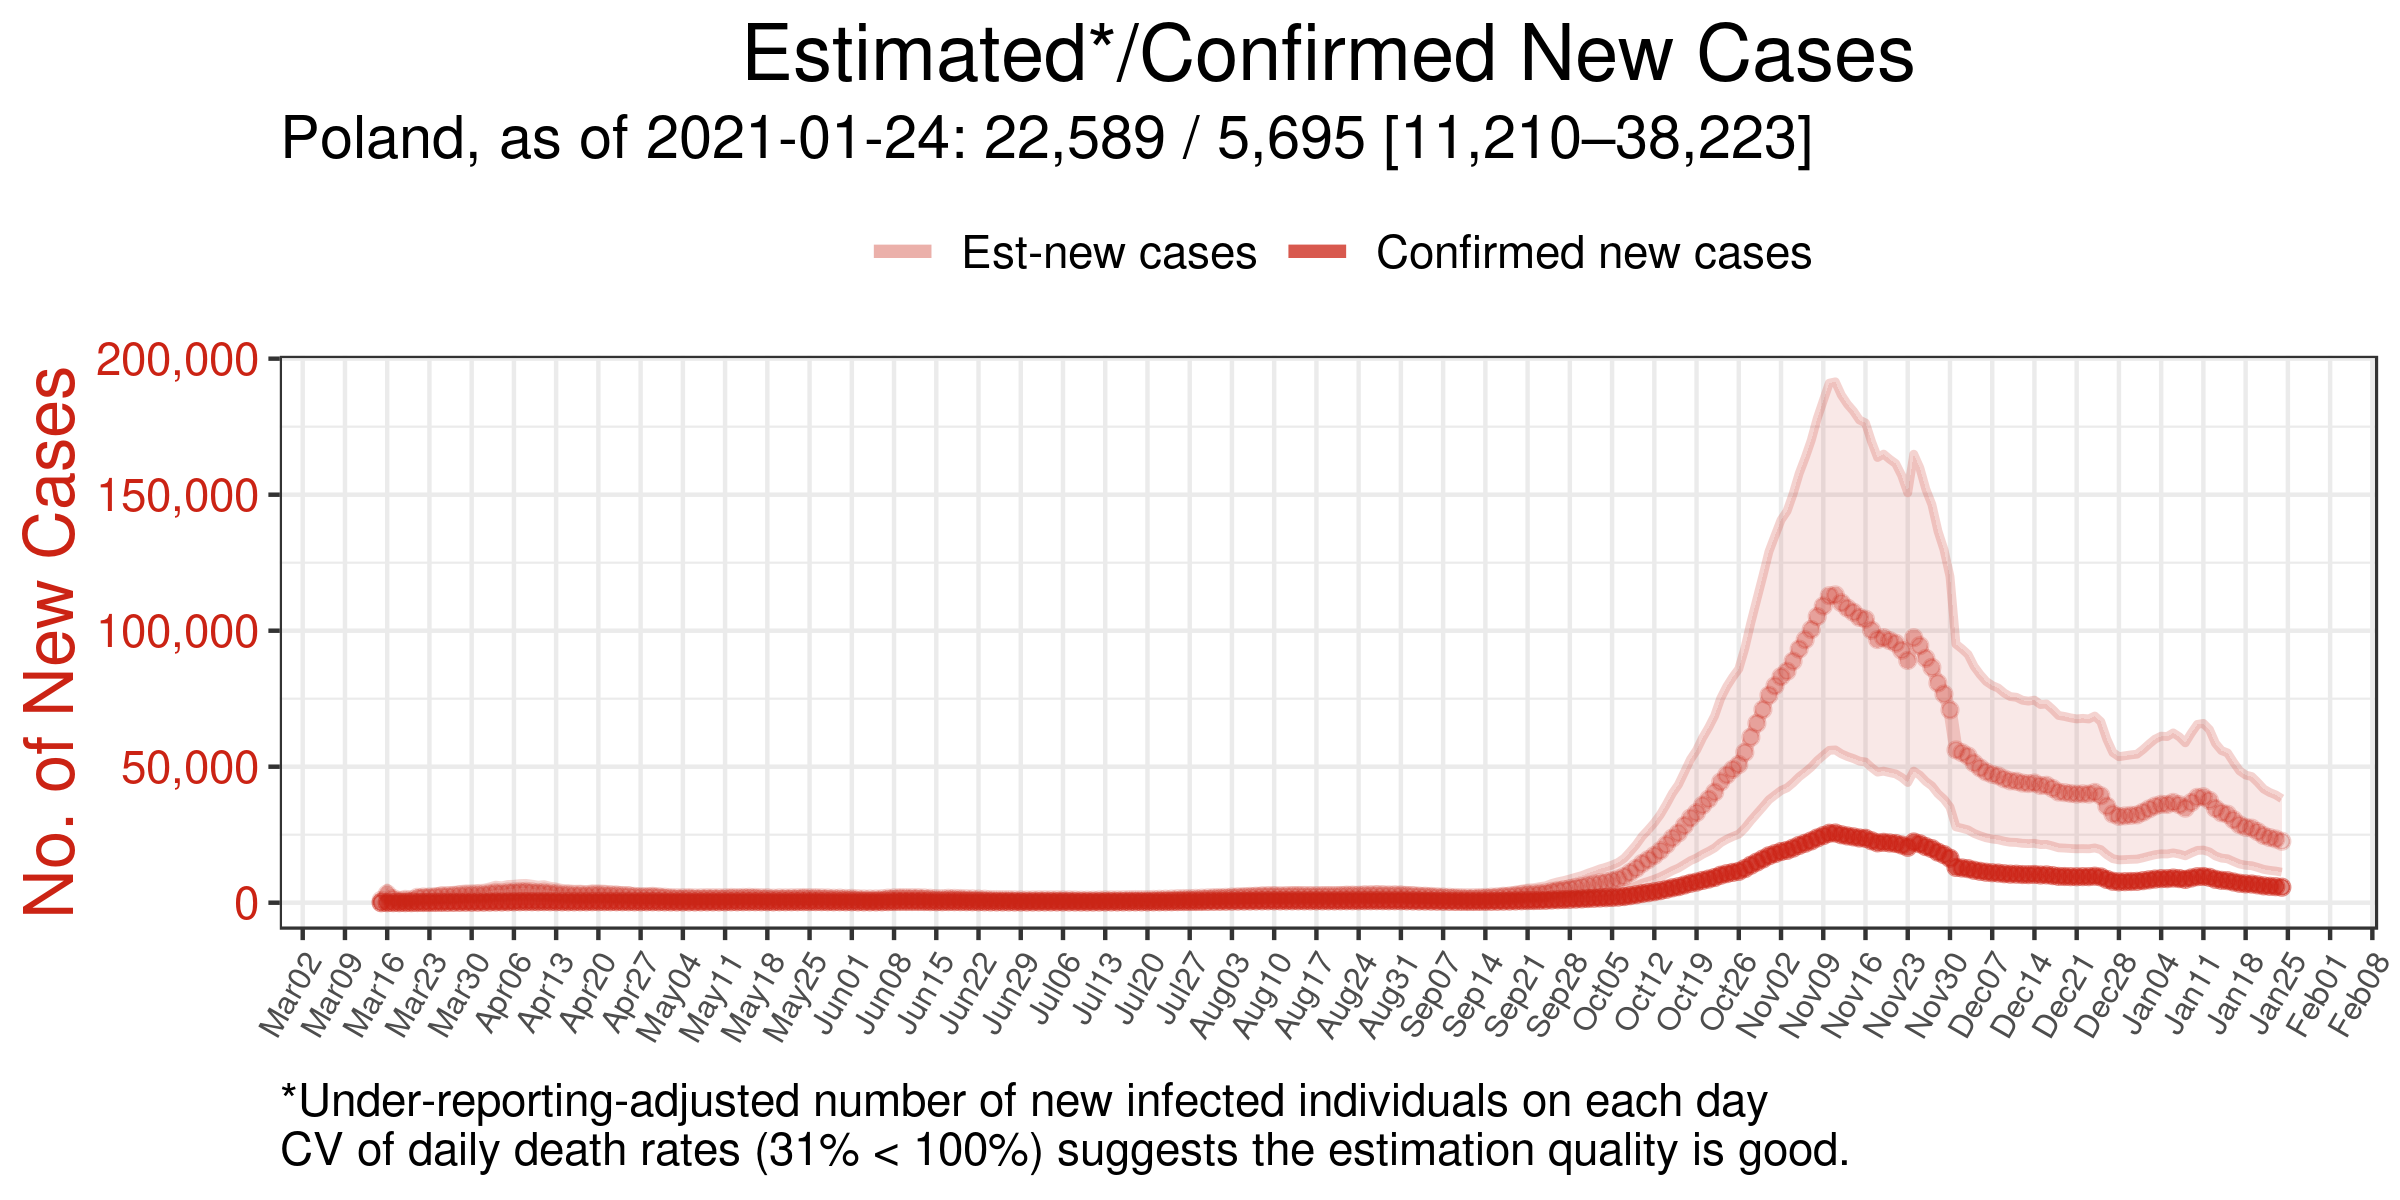 Estimated*/Confirmed New Cases
Poland, as of 2021-01-24: 22,589 / 5,695 [11,210–38,223]
Est-new cases Confirmed new cases
No. of New Cases
200,000
150,000
100,000
50,000
0
Mar02 Mar09 Mar16 Mar23 Mar30 Apr06 Apr13 Apr20 Apr27 May04 May11 May18 May25 Jun01 Jun08 Jun15 Jun22 Jun29 Jul06 Jul13 Jul20 Jul27 Aug03 Aug10 Aug17 Aug24 Aug31 Sep07 Sep14 Sep21 Sep28 Oct05 Oct12 Oct19 Oct26 Nov02 Nov09 Nov16 Nov23 Nov30 Dec07 Dec14 Dec21 Dec28 Jan04 Jan11 Jan18 Jan25 Feb01 Feb08
*Under-reporting-adjusted number of new infected individuals on each day
CV of daily death rates (31% < 100%) suggests the estimation quality is good.